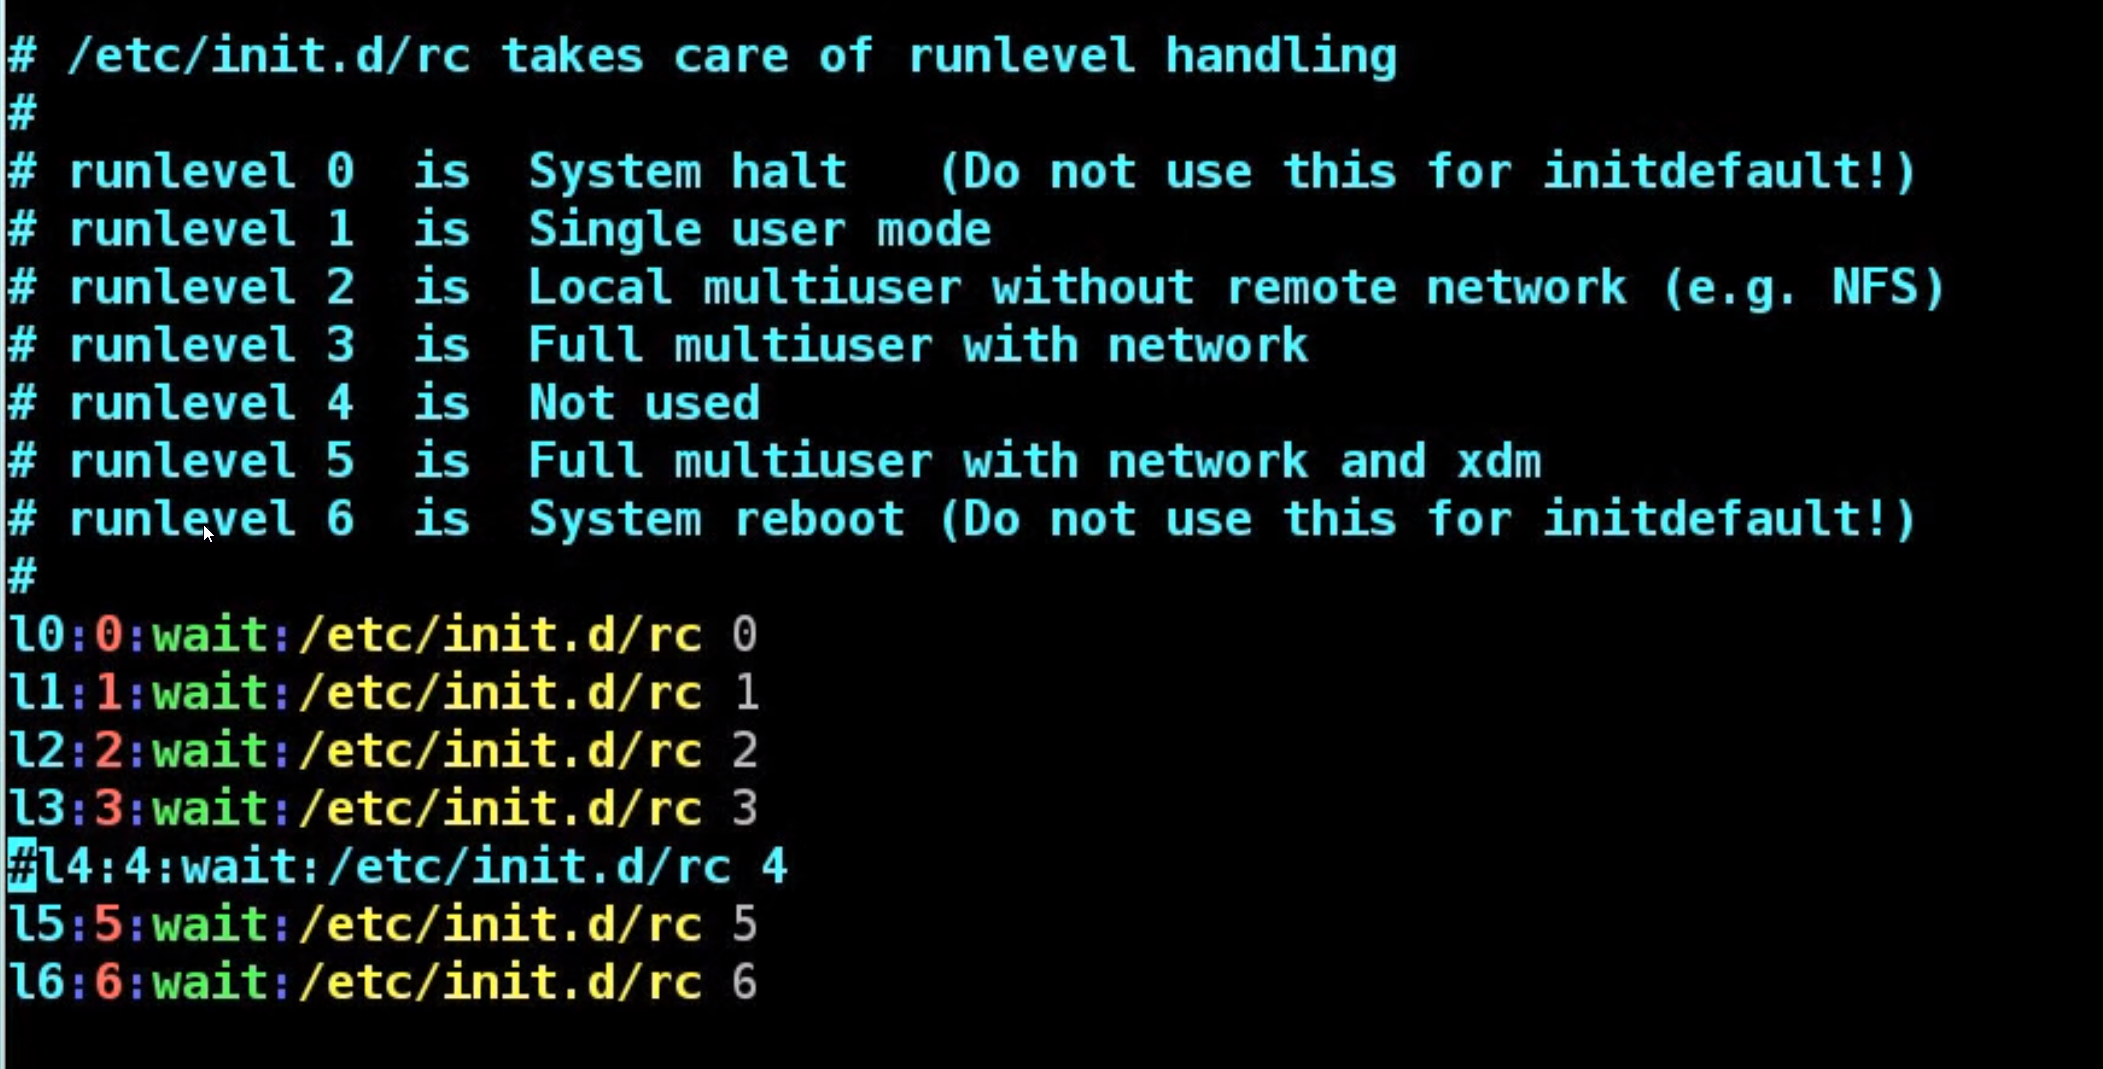 # /etc/init.d/rc takes care of runlevel handling
#
# runlevel 0  is  System halt   (Do not use this for initdefault!)
# runlevel 1  is  Single user mode
# runlevel 2  is  Local multiuser without remote network (e.g. NFS)
# runlevel 3  is  Full multiuser with network
# runlevel 4  is  Not used
# runlevel 5  is  Full multiuser with network and xdm
# runlevel 6  is  System reboot (Do not use this for initdefault!)
#
l0:0:wait:/etc/init.d/rc 0
l1:1:wait:/etc/init.d/rc 1
l2:2:wait:/etc/init.d/rc 2
l3:3:wait:/etc/init.d/rc 3
#l4:4:wait:/etc/init.d/rc 4
l5:5:wait:/etc/init.d/rc 5
l6:6:wait:/etc/init.d/rc 6